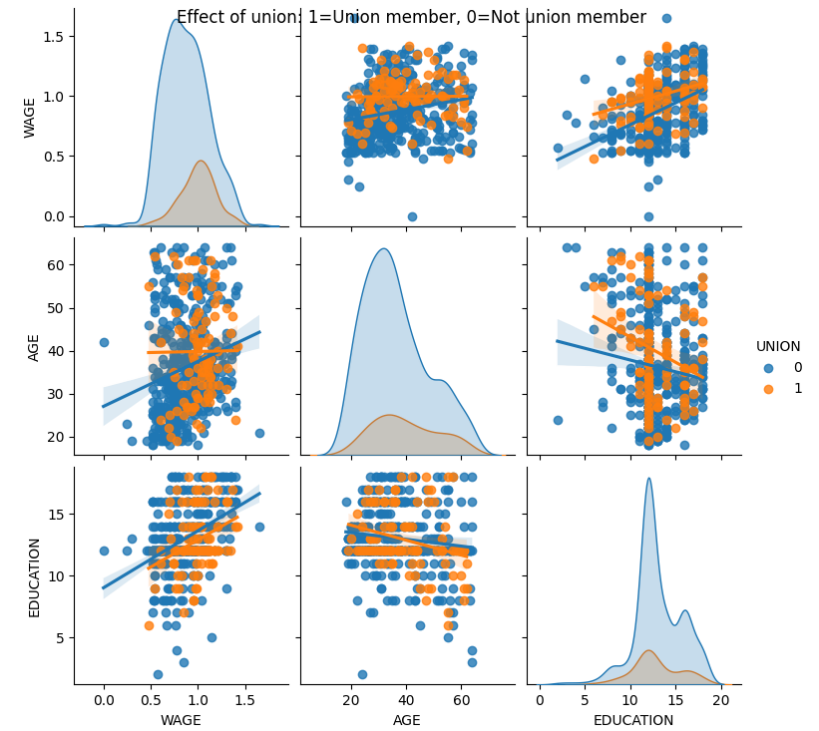 Effect of union: 1=Union member, 0=Not union member
1.5
1.0
0.5
0.0
WAGE
60
50
40
30
20
AGE
UNION
0
1
15
10
5
EDUCATION
0.0 0.5 1.0 1.5
20 40 60
0 5 10 15 20
WAGE
AGE
EDUCATION